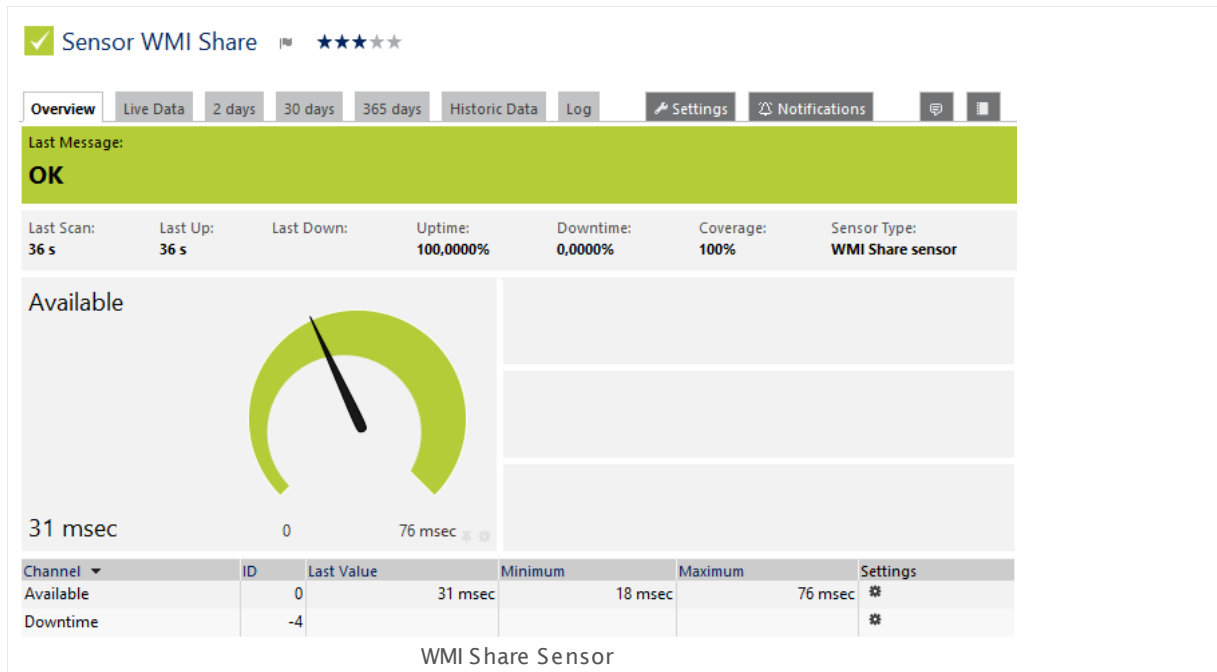 Sensor WMI Share
Overview Live Data 2 days 30 days 365 days Historic Data Log Settings Notifications
Last Message:
OK
Last Scan: Last Up: Last Down: Uptime: Downtime: Coverage: Sensor Type:
36 s 36 s 100,0000% 0,0000% 100% WMI Share sensor
Available
31 msec 0 76 msec
Channel ID Last Value Minimum Maximum Settings
Available 0 31 msec 18 msec 76 msec
Downtime -4
WMI Share Sensor